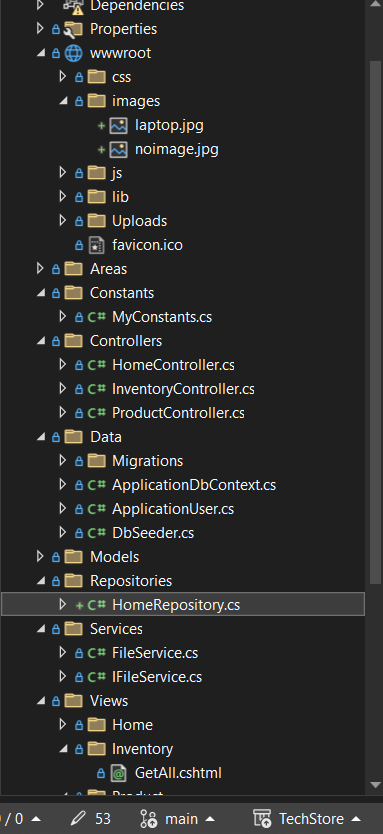 Dependencies
Properties
wwwroot
css
images
laptop.jpg
noimage.jpg
js
lib
Uploads
favicon.ico
Areas
Constants
C# MyConstants.cs
Controllers
C# HomeController.cs
C# InventoryController.cs
C# ProductController.cs
Data
Migrations
C# ApplicationDbContext.cs
C# ApplicationUser.cs
C# DbSeeder.cs
Models
Repositories
C# HomeRepository.cs
Services
C# FileService.cs
C# IFileService.cs
Views
Home
Inventory
GetAll.cshtml
Product
0 / 0 53 main TechStore